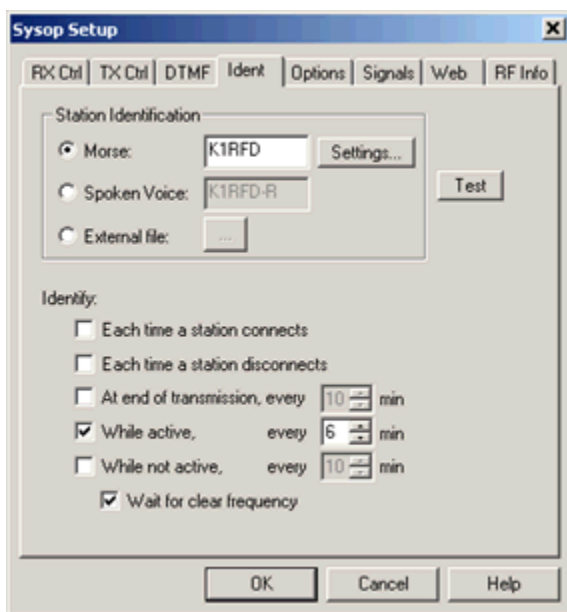 Sysop Setup
RX Ctrl TX Ctrl DTMF Ident Options Signals Web RF Info
Station Identification
Morse: K1RFD Settings...
Spoken Voice: K1RFD-R
Test
External file: ...
Identify:
Each time a station connects
Each time a station disconnects
At end of transmission, every 10 min
While active, every 6 min
While not active, every 10 min
Wait for clear frequency
OK Cancel Help